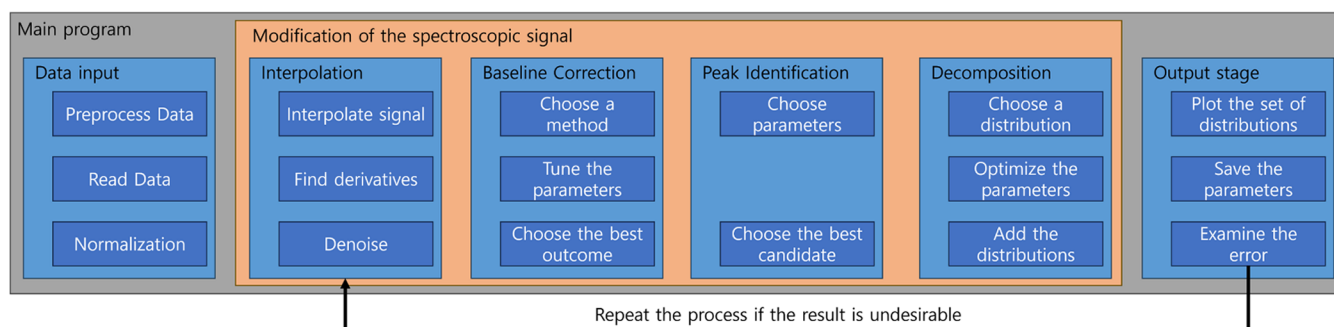 Main program
Modification of the spectroscopic signal
Data input
Preprocess Data
Read Data
Normalization
Interpolation
Interpolate signal
Find derivatives
Denoise
Baseline Correction
Choose a
method
Tune the
parameters
Choose the best
outcome
Peak Identification
Choose
parameters
Choose the best
candidate
Decomposition
Choose a
distribution
Optimize the
parameters
Add the
distributions
Output stage
Plot the set of
distributions
Save the
parameters
Examine the
error
Repeat the process if the result is undesirable